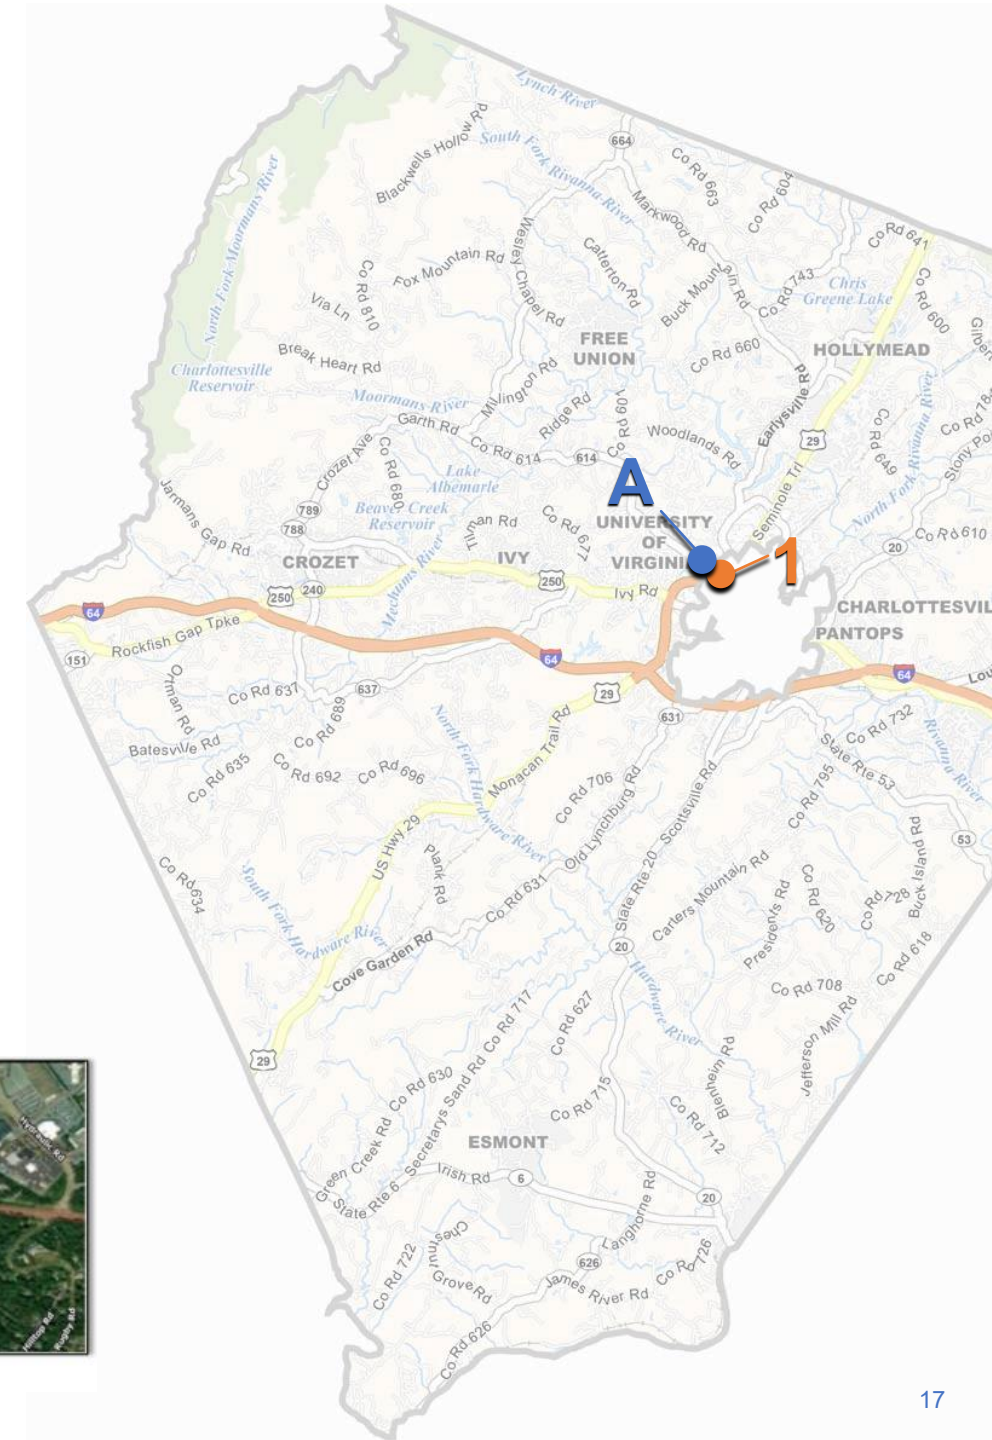 Lynch River
Blackwells Hollow Rd
South Fork Rivanna River
664
Co Rd 663
Co Rd 604
North Fork Moormans River
Markwood Rd
Co Rd 641
Wesley Chapel Rd
Catterton Rd
Buck Mountain Rd
Co Rd 743
Chris
Greene Lake
Co Rd 600
Fox Mountain Rd
Co Rd 810
Via Ln
FREE
UNION
Co Rd 660
HOLLYMEAD
Break Heart Rd
Charlottesville
Reservoir
Millington Rd
Moormans River
Ridge Rd
Co Rd 601
Earlysville Rd
Garth Rd
Co Rd 614
614
Woodlands Rd
29
Co Rd 649
North Fork Rivanna River
Co Rd 784
Crozer Ave
Co Rd 680
Lake
Albemarle
A
Seminole Trl
789
788
Beaver Creek
Reservoir
Co Rd 677
UNIVERSITY
OF
VIRGINI
1
20
Co Rd 610
Jarmans Gap Rd
CROZET
Mechums River
IVY
250
Ivy Rd
250
240
64
CHARLOTTESVIL
PANTOPS
Rockfish Gap Tpke
151
64
64
29
Co Rd 637
637
Ortman Rd
Co Rd 689
Batesville Rd
Co Rd 635
Co Rd 692
Co Rd 696
North Fork Hardware River
Monacan Trail Rd
631
Co Rd 732
State Rte 53
Rivanna River
Co Rd 706
Old Lynchburg Rd
Scottsville Rd
State Rte 20
Co Rd 795
53
US Hwy 29
Plank Rd
Co Rd 631
Carters Mountain Rd
Presidents Rd
Co Rd 620
Co Rd 728
Buck Island Rd
Co Rd 634
South Fork Hardware River
Cove Garden Rd
20
Hardware River
Co Rd 618
Co Rd 708
Jefferson Mill Rd
29
Co Rd 717
Co Rd 627
Secretarys Sand Rd
Co Rd 630
Blenheim Rd
Co Rd 715
Co Rd 712
Green Creek Rd
ESMONT
State Rte 6
Irish Rd
6
20
Langhorne Rd
Co Rd 722
Chestnut Grove Rd
626
James River Rd
Co Rd 726
Co Rd 626
Hydraulic Rd
Hilltop Rd
Rugby Rd
17